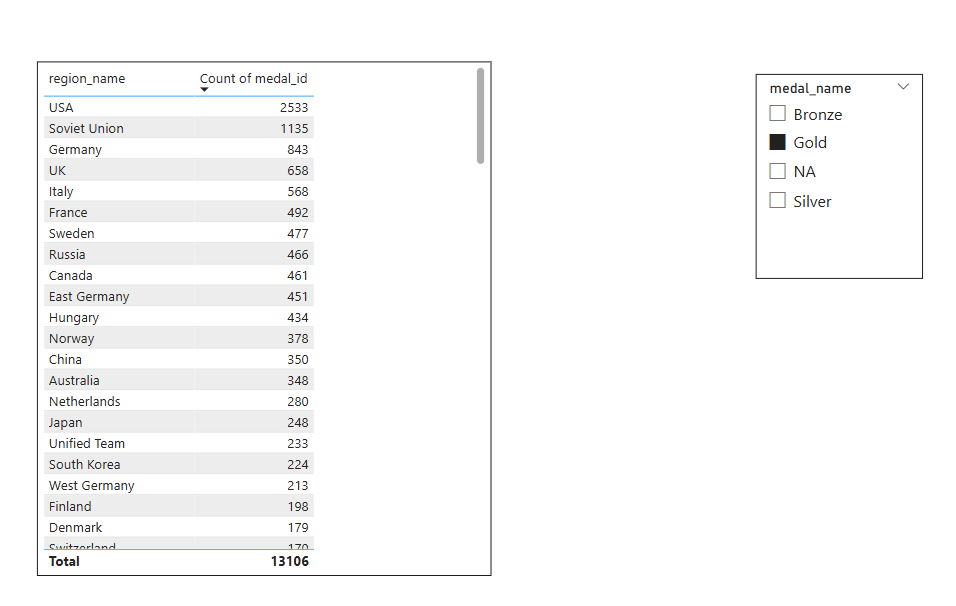 region_name Count of medal_id
USA 2533
Soviet Union 1135
Germany 843
UK 658
Italy 568
France 492
Sweden 477
Russia 466
Canada 461
East Germany 451
Hungary 434
Norway 378
China 350
Australia 348
Netherlands 280
Japan 248
Unified Team 233
South Korea 224
West Germany 213
Finland 198
Denmark 179
Switzerland 170
Total 13106
medal_name
Bronze
Gold
NA
Silver